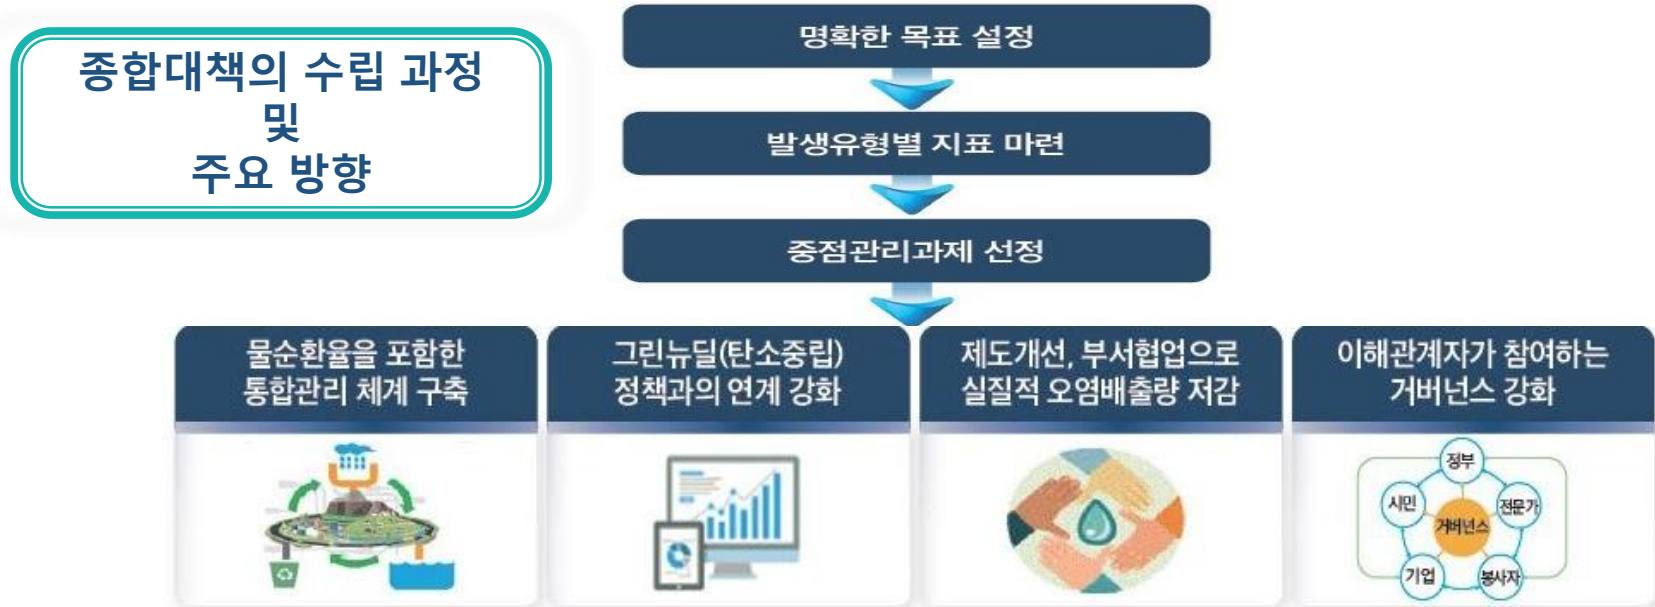 종합대책의 수립 과정
및
주요 방향
명확한 목표 설정
발생유형별 지표 마련
중점관리과제 선정
물순환율을 포함한
통합관리 체계 구축
그린뉴딜(탄소중립)
정책과의 연계 강화
제도개선, 부서협업으로
실질적 오염배출량 저감
이해관계자가 참여하는
거버넌스 강화
정부
시민
전문가
거버넌스
기업
봉사자